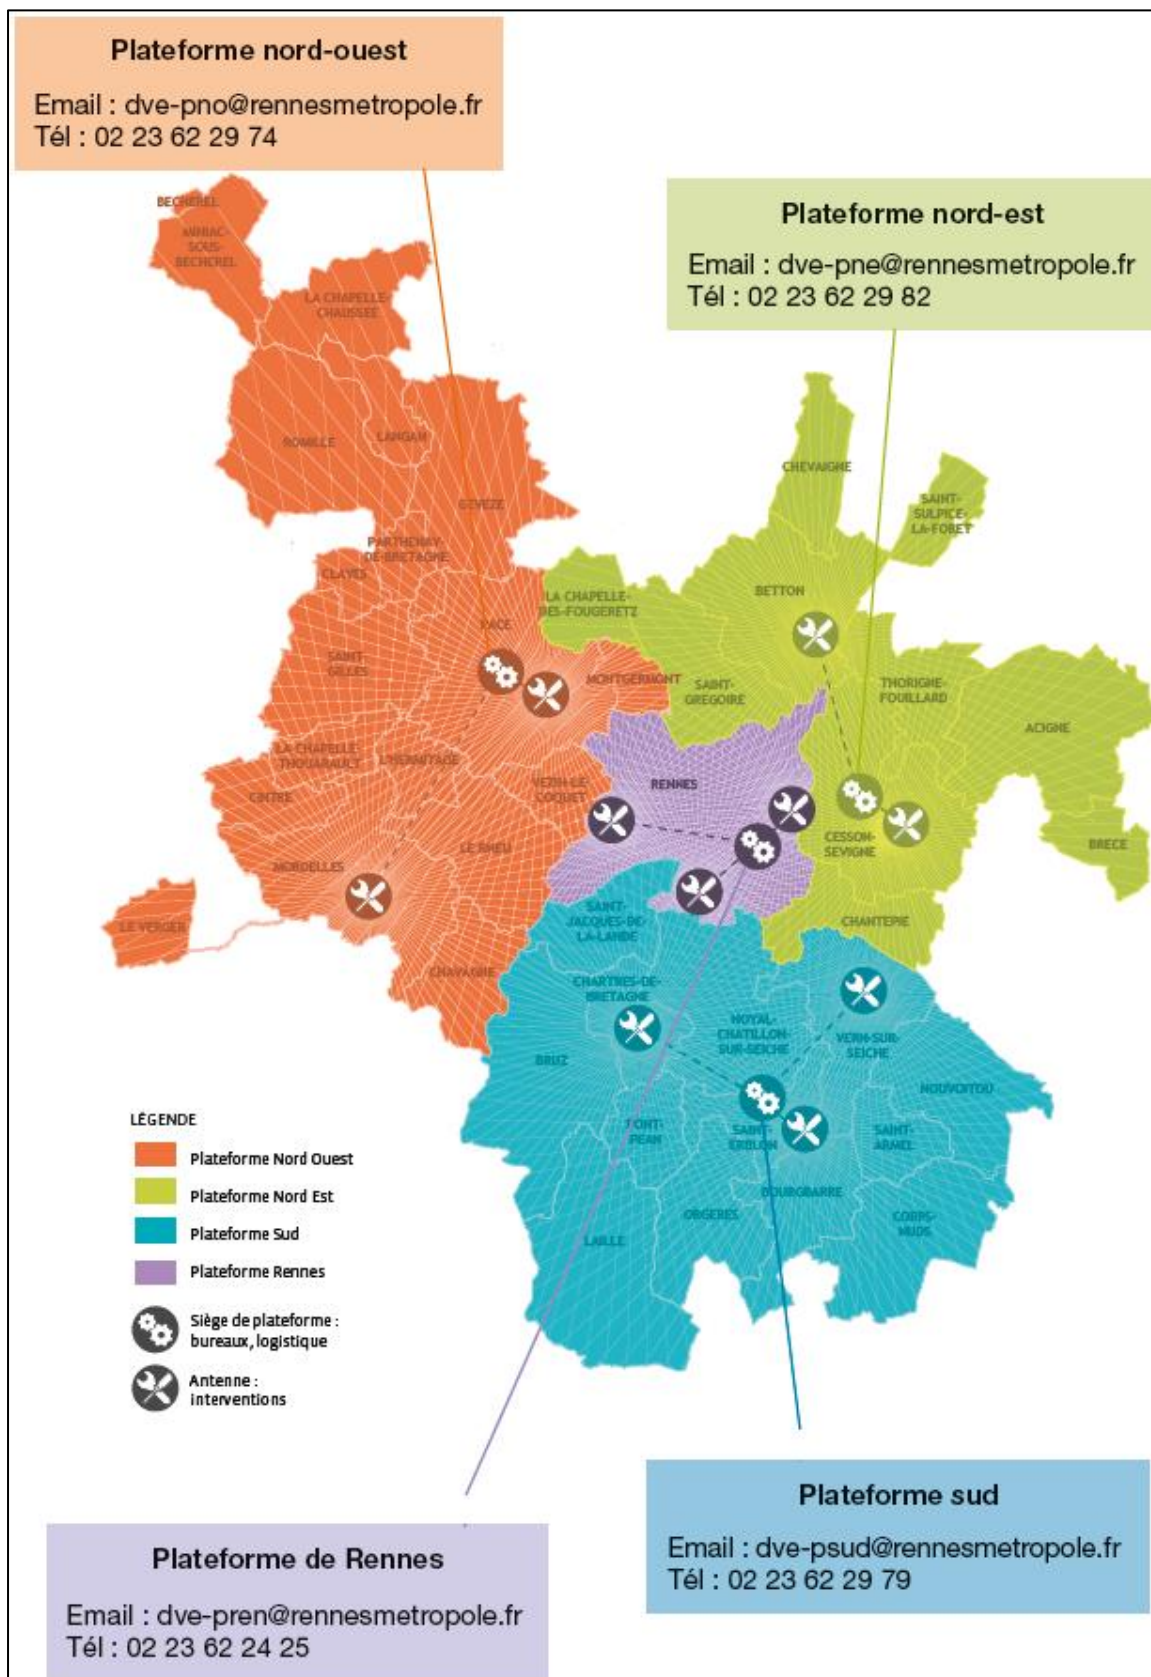 Plateforme nord-ouest
Email : dve-pno@rennesmetropole.fr
Tél : 02 23 62 29 74
Plateforme nord-est
Email : dve-pne@rennesmetropole.fr
Tél : 02 23 62 29 82
BECHEREL
MINIAC-
SOUS-
BECHEREL
LA CHAPELLE-
CHAUSSEE
ROMILLE
LANGAN
GEVEZE
CHEVAIGNE
SAINT-
SULPICE-
LA-FORET
PARTHENAY-
DE-BRETAGNE
CLAYES
LA CHAPELLE-
DES-FOUGERETZ
BETTON
PACE
SAINT-
GILLES
MONTGERMONT
SAINT-
GREGOIRE
THORIGNE-
FOUILLARD
ACIGNE
LA CHAPELLE-
THOUARAULT
L'HERMITAGE
VEZIN-LE-
COQUET
RENNES
CINTRE
LE RHEU
CESSON-
SEVIGNE
BRECE
MORDELLES
LE VERGER
SAINT-
JACQUES-DE-
LA-LANDE
CHANTEPIE
CHAVAGNE
CHARTRES-DE-
BRETAGNE
NOYAL-
CHATILLON-
SUR-SEICHE
VERN-SUR-
SEICHE
BRUZ
NOUVOITOU
PONT-
PEAN
SAINT-
ERBLON
SAINT-
ARMEL
BOURGBARRE
ORGERES
CORPS-
NUDS
LAILLE
LÉGENDE
Plateforme Nord Ouest
Plateforme Nord Est
Plateforme Sud
Plateforme Rennes
Siège de plateforme :
bureaux, logistique
Antenne :
interventions
Plateforme sud
Email : dve-psud@rennesmetropole.fr
Tél : 02 23 62 29 79
Plateforme de Rennes
Email : dve-pren@rennesmetropole.fr
Tél : 02 23 62 24 25